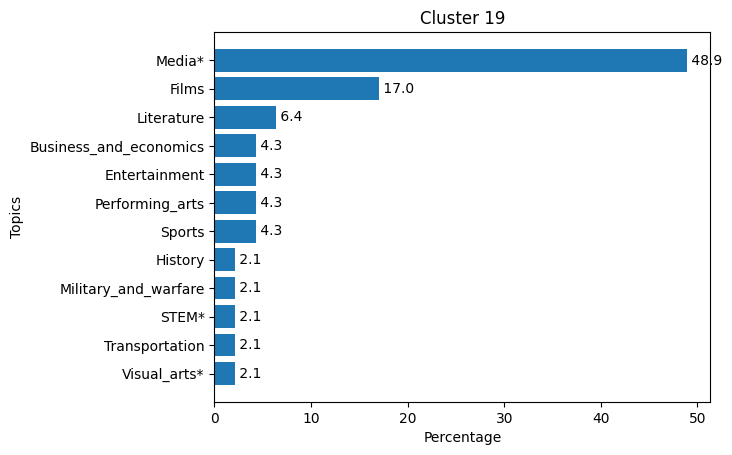 Cluster 19
Topics
Media* 48.9
Films 17.0
Literature 6.4
Business_and_economics 4.3
Entertainment 4.3
Performing_arts 4.3
Sports 4.3
History 2.1
Military_and_warfare 2.1
STEM* 2.1
Transportation 2.1
Visual_arts* 2.1
0 10 20 30 40 50
Percentage